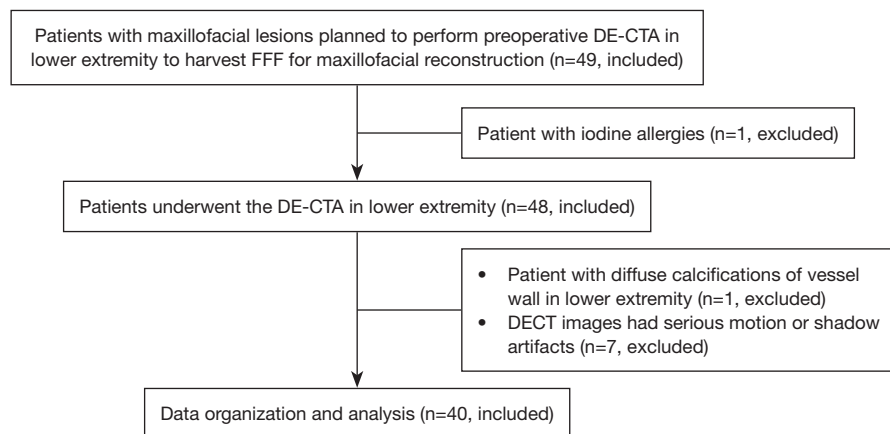 Patients with maxillofacial lesions planned to perform preoperative DE-CTA in
lower extremity to harvest FFF for maxillofacial reconstruction (n=49, included)
Patient with iodine allergies (n=1, excluded)
Patients underwent the DE-CTA in lower extremity (n=48, included)
• Patient with diffuse calcifications of vessel
wall in lower extremity (n=1, excluded)
• DECT images had serious motion or shadow
artifacts (n=7, excluded)
Data organization and analysis (n=40, included)